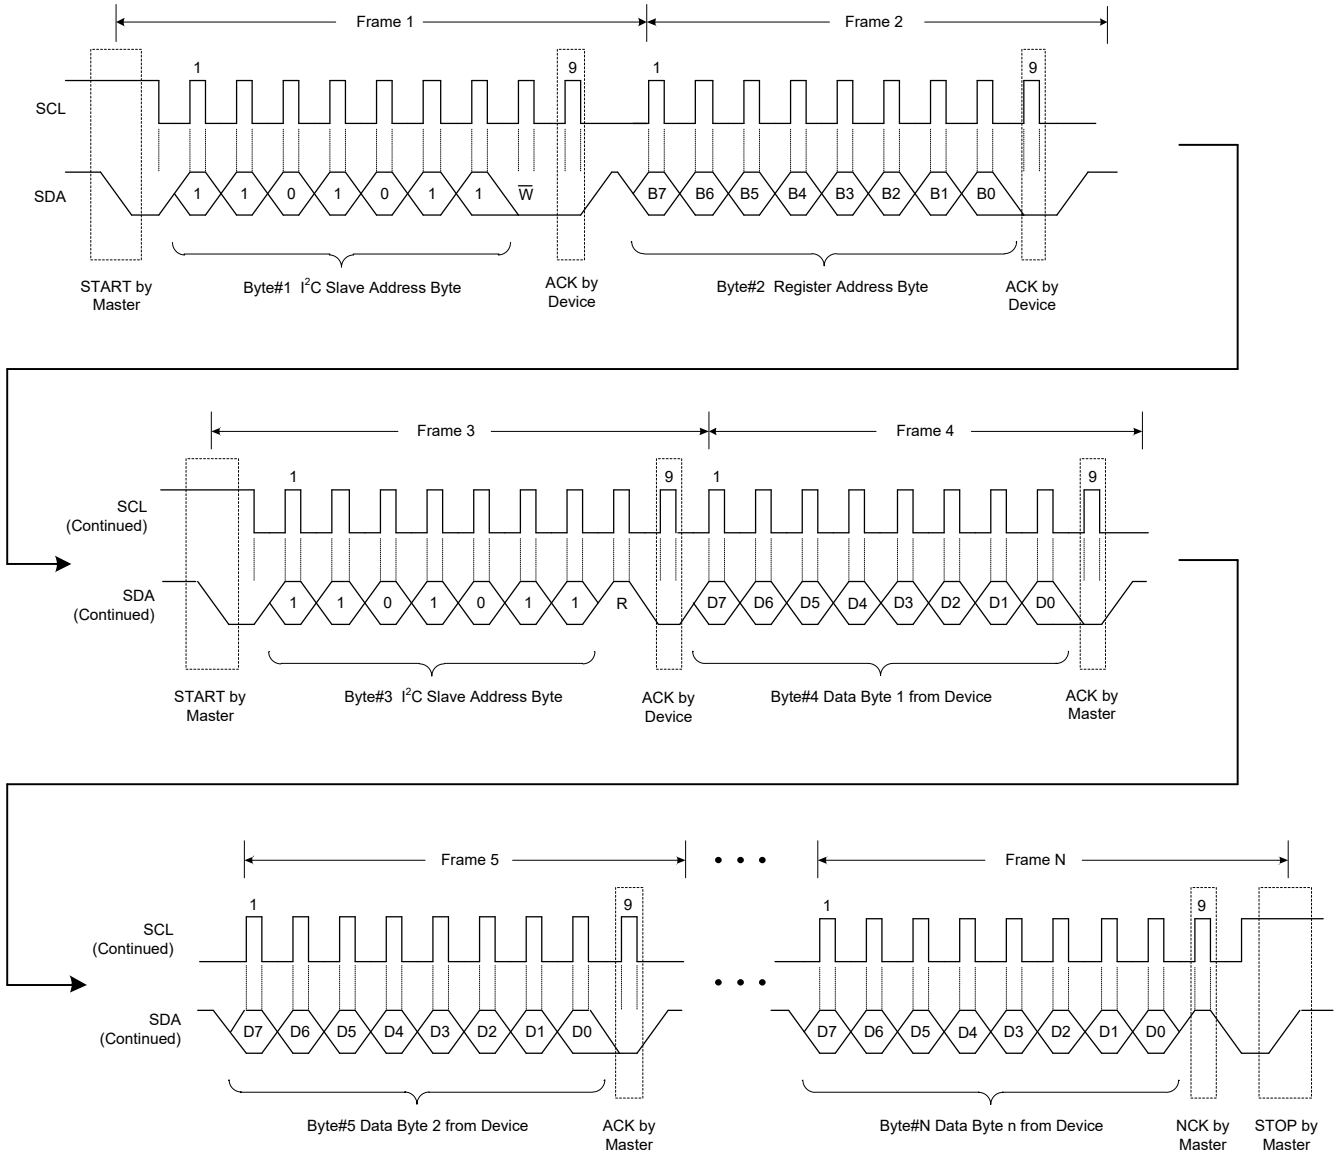 Frame 1 Frame 2
1 9 1 9
SCL
SDA 1 1 0 1 0 1 1 W̅ B7 B6 B5 B4 B3 B2 B1 B0
START by
Master
Byte#1 I²C Slave Address Byte
ACK by
Device
Byte#2 Register Address Byte
ACK by
Device
Frame 3 Frame 4
1 9 1 9
SCL
(Continued)
SDA
(Continued)
1 1 0 1 0 1 1 R D7 D6 D5 D4 D3 D2 D1 D0
START by
Master
Byte#3 I²C Slave Address Byte
ACK by
Device
Byte#4 Data Byte 1 from Device
ACK by
Master
Frame 5 • • • Frame N
1 9 1 9
SCL
(Continued)
• • •
SDA
(Continued)
D7 D6 D5 D4 D3 D2 D1 D0 D7 D6 D5 D4 D3 D2 D1 D0
Byte#5 Data Byte 2 from Device
ACK by
Master
Byte#N Data Byte n from Device
NCK by
Master
STOP by
Master